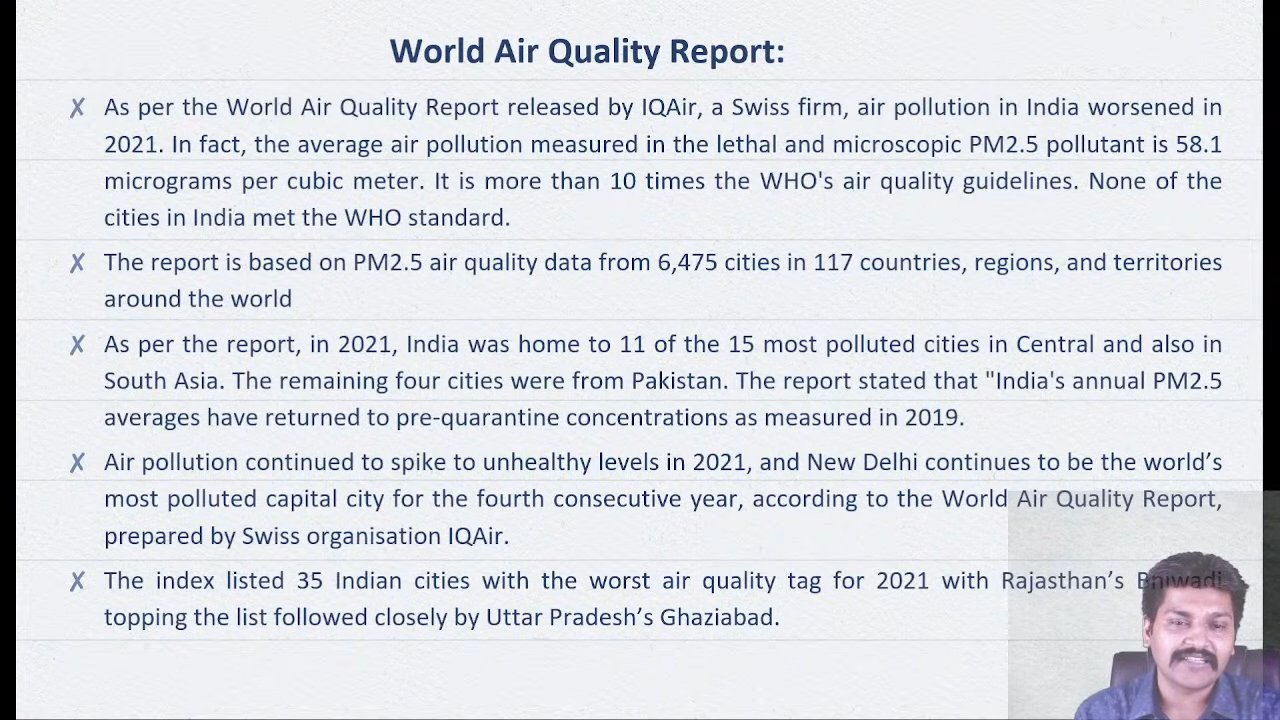 World Air Quality Report:
✗ As per the World Air Quality Report released by IQAir, a Swiss firm, air pollution in India worsened in
2021. In fact, the average air pollution measured in the lethal and microscopic PM2.5 pollutant is 58.1
micrograms per cubic meter. It is more than 10 times the WHO's air quality guidelines. None of the
cities in India met the WHO standard.
✗ The report is based on PM2.5 air quality data from 6,475 cities in 117 countries, regions, and territories
around the world
✗ As per the report, in 2021, India was home to 11 of the 15 most polluted cities in Central and also in
South Asia. The remaining four cities were from Pakistan. The report stated that "India's annual PM2.5
averages have returned to pre-quarantine concentrations as measured in 2019.
✗ Air pollution continued to spike to unhealthy levels in 2021, and New Delhi continues to be the world’s
most polluted capital city for the fourth consecutive year, according to the World Air Quality Report,
prepared by Swiss organisation IQAir.
✗ The index listed 35 Indian cities with the worst air quality tag for 2021 with Rajasthan’s
topping the list followed closely by Uttar Pradesh’s Ghaziabad.